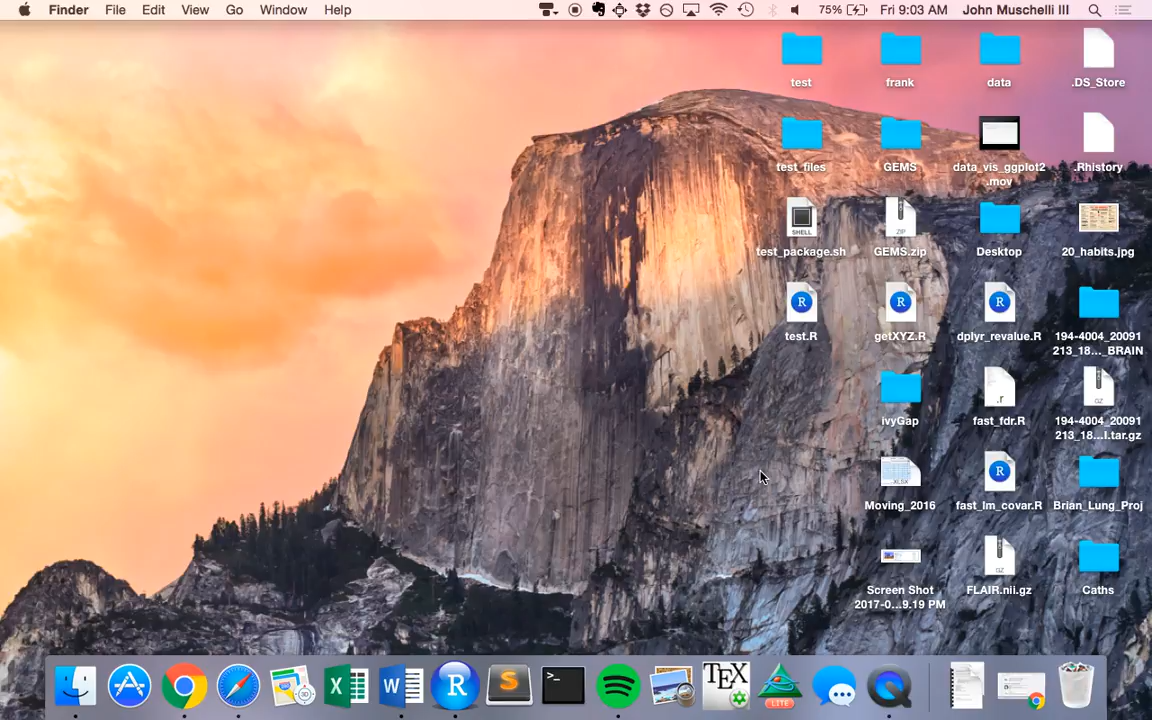 Finder File Edit View Go Window Help 75% Fri 9:03 AM John Muschelli III
test frank data .DS_Store
test_files GEMS data_vis_ggplot2 .Rhistory
.mov
SHELL ZIP
test_package.sh GEMS.zip Desktop 20_habits.jpg
R R R
test.R getXYZ.R dplyr_revalue.R 194-4004_20091
213_18..._BRAIN
.r GZ
ivyGap fast_fdr.R 194-4004_20091
213_18...I.tar.gz
XLSX R
Moving_2016 fast_lm_covar.R Brian_Lung_Proj
GZ
Screen Shot FLAIR.nii.gz Caths
2017-0...9.19 PM
3D X W R S >_ TEX LITE